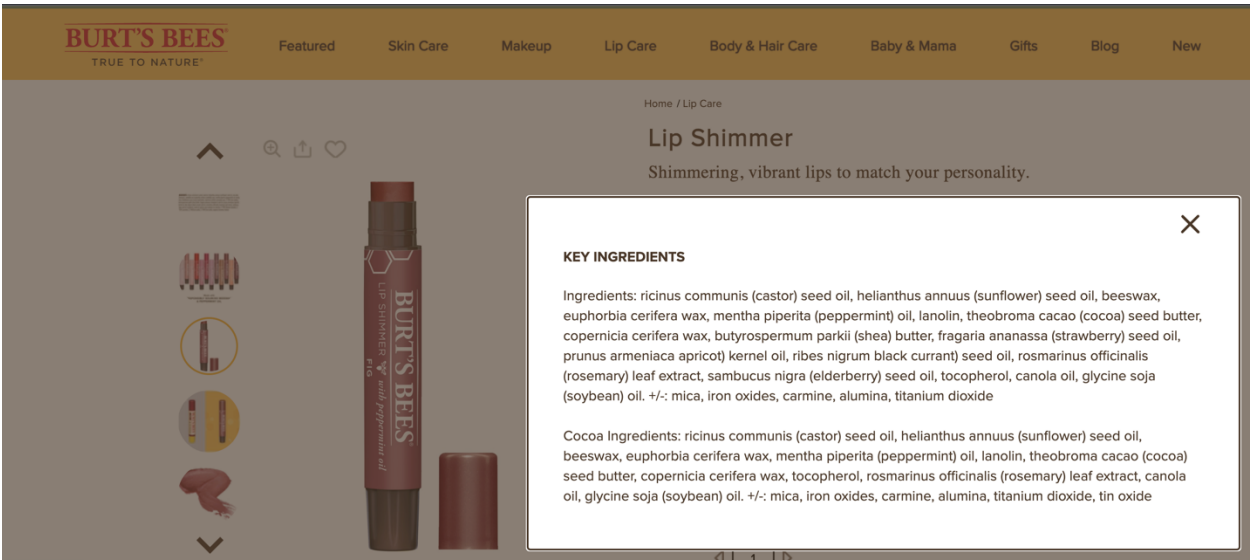 BURT'S BEES
TRUE TO NATURE
Featured
Skin Care
Makeup
Lip Care
Body & Hair Care
Baby & Mama
Gifts
Blog
New
Home / Lip Care
Lip Shimmer
Shimmering, vibrant lips to match your personality.
BURT'S BEES
LIP SHIMMER with peppermint oil
FIG
KEY INGREDIENTS
Ingredients: ricinus communis (castor) seed oil, helianthus annuus (sunflower) seed oil, beeswax,
euphorbia cerifera wax, mentha piperita (peppermint) oil, lanolin, theobroma cacao (cocoa) seed butter,
copernicia cerifera wax, butyrospermum parkii (shea) butter, fragaria ananassa (strawberry) seed oil,
prunus armeniaca apricot) kernel oil, ribes nigrum black currant) seed oil, rosmarinus officinalis
(rosemary) leaf extract, sambucus nigra (elderberry) seed oil, tocopherol, canola oil, glycine soja
(soybean) oil. +/-: mica, iron oxides, carmine, alumina, titanium dioxide
Cocoa Ingredients: ricinus communis (castor) seed oil, helianthus annuus (sunflower) seed oil,
beeswax, euphorbia cerifera wax, mentha piperita (peppermint) oil, lanolin, theobroma cacao (cocoa)
seed butter, copernicia cerifera wax, tocopherol, rosmarinus officinalis (rosemary) leaf extract, canola
oil, glycine soja (soybean) oil. +/-: mica, iron oxides, carmine, alumina, titanium dioxide, tin oxide